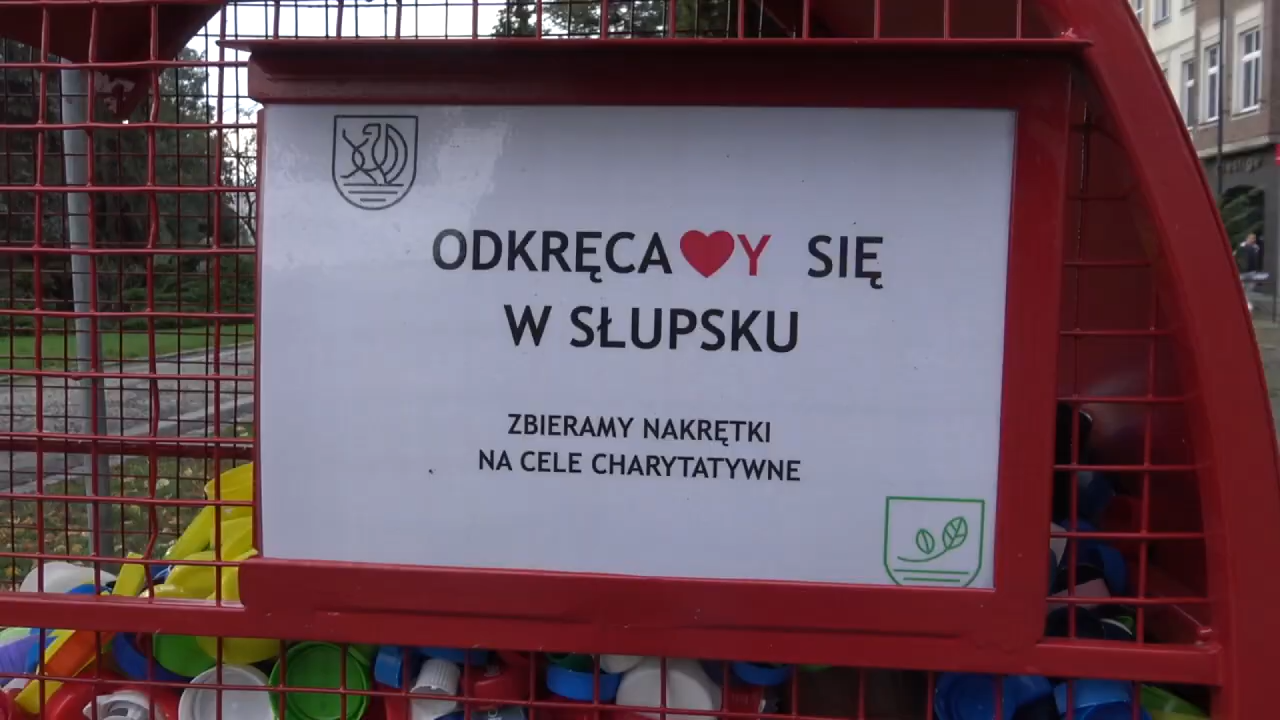 ODKRĘCA❤Y SIĘ
W SŁUPSKU
ZBIERAMY NAKRĘTKI
NA CELE CHARYTATYWNE